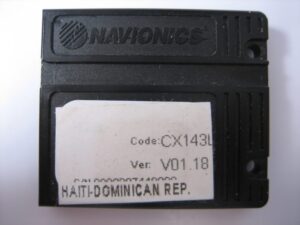 NAVIONICS
Code: CX143L
Ver: V01.18
HAITI-DOMINICAN REP.